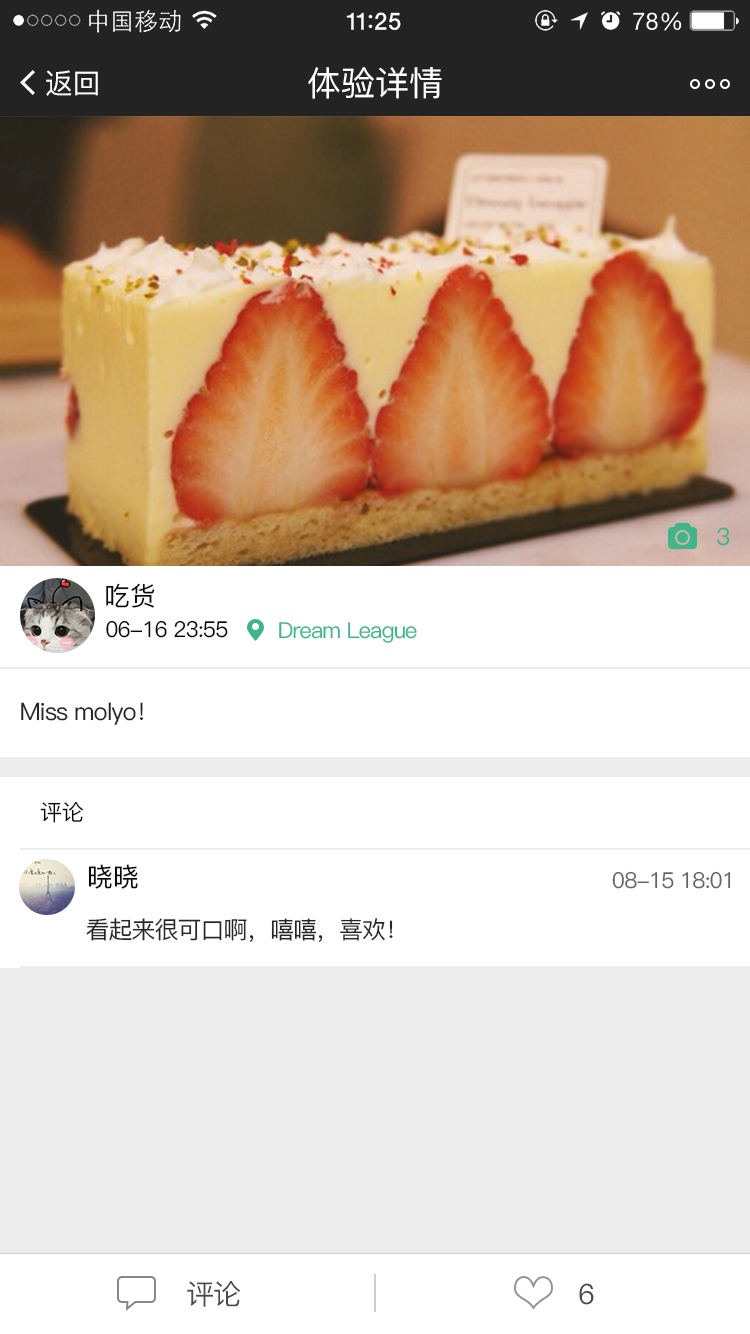 中国移动 11:25 78%
返回 体验详情
3
吃货
06-16 23:55 Dream League
Miss molyo!
评论
晓晓 08-15 18:01
看起来很可口啊，嘻嘻，喜欢！
评论 6